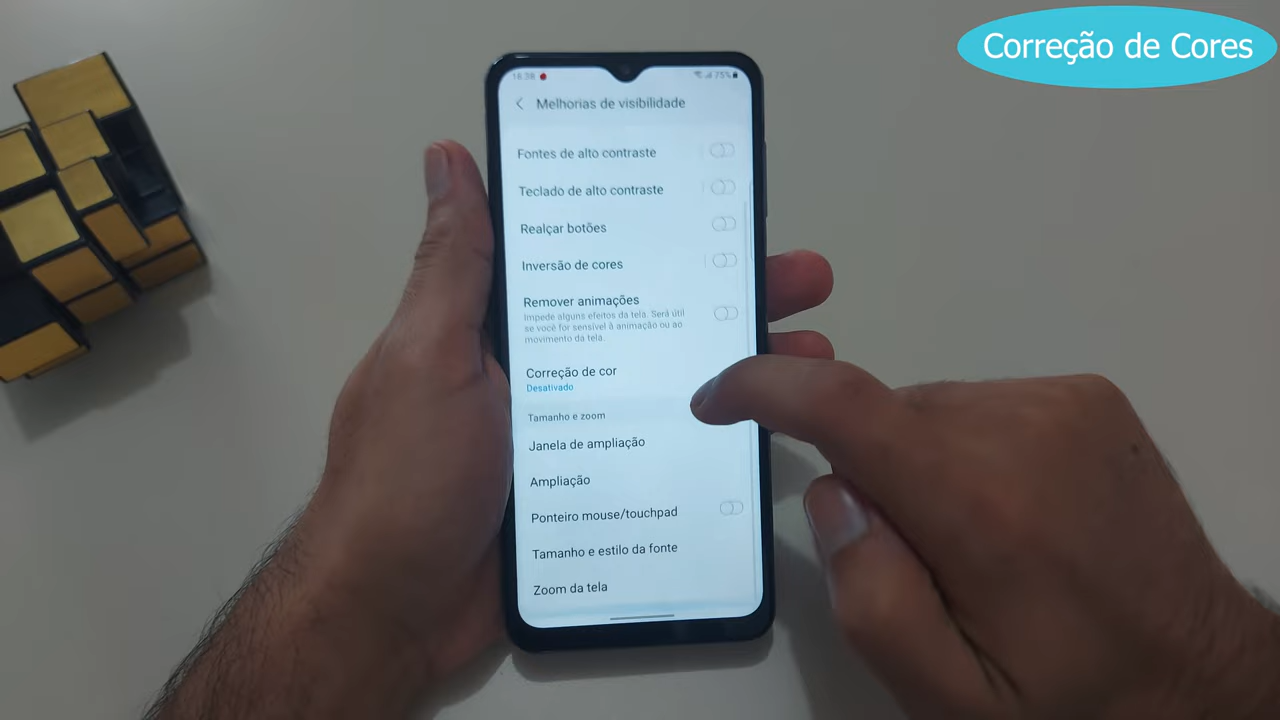 Correção de Cores
16:38
75%
Melhorias de visibilidade
Fontes de alto contraste
Teclado de alto contraste
Realçar botões
Inversão de cores
Remover animações
Impede alguns efeitos da tela. Será útil
se você for sensível à animação ou ao
movimento da tela.
Correção de cor
Desativado
Tamanho e zoom
Janela de ampliação
Ampliação
Ponteiro mouse/touchpad
Tamanho e estilo da fonte
Zoom da tela